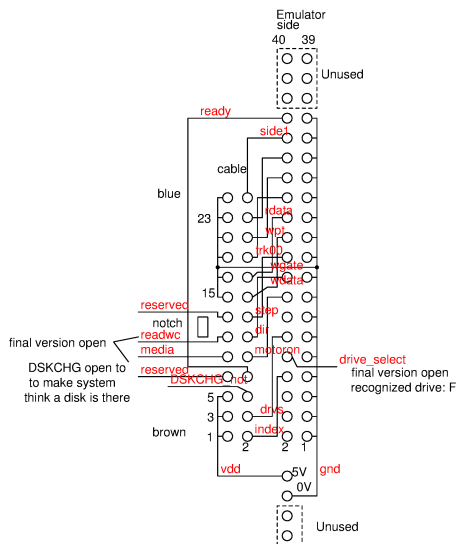 Emulator
side
40 39
Unused
ready
side1
cable
blue
23
rdata
wpt
trk00
wgate
wdata
15
reserved
step
notch
readwc
dir
final version open
media
motoron
drive_select
DSKCHG open to
to make system
think a disk is there
reserved
DSKCHG_not
final version open
recognized drive: F
5
3
drvs
brown
1
2
index
2
1
vdd
5V
gnd
0V
Unused